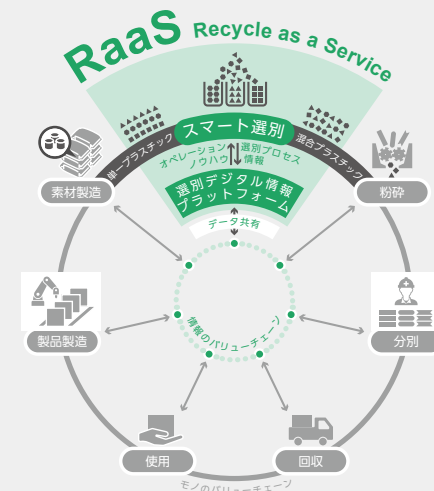 RaaS Recycle as a Service
スマート選別
単一プラスチック
混合プラスチック
オペレーション
ノウハウ
選別プロセス
情報
選別デジタル情報
プラットフォーム
データ共有
素材製造
粉砕
製品製造
分別
情報のバリューチェーン
使用
回収
モノのバリューチェーン